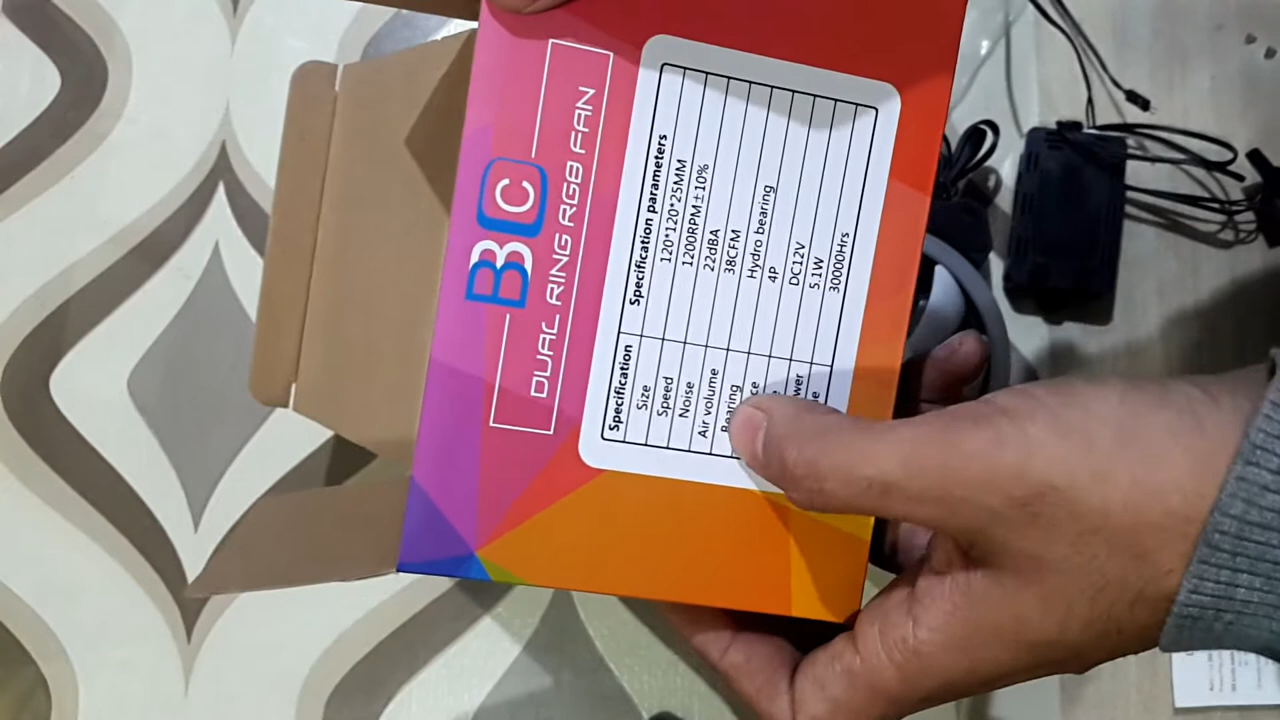 BC
DUAL RING RGB FAN
Specification Specification parameters
Size 120*120*25MM
Speed 1200RPM±10%
Noise 22dBA
Air volume 38CFM
Bearing Hydro bearing
4P
DC12V
5.1W
30000Hrs